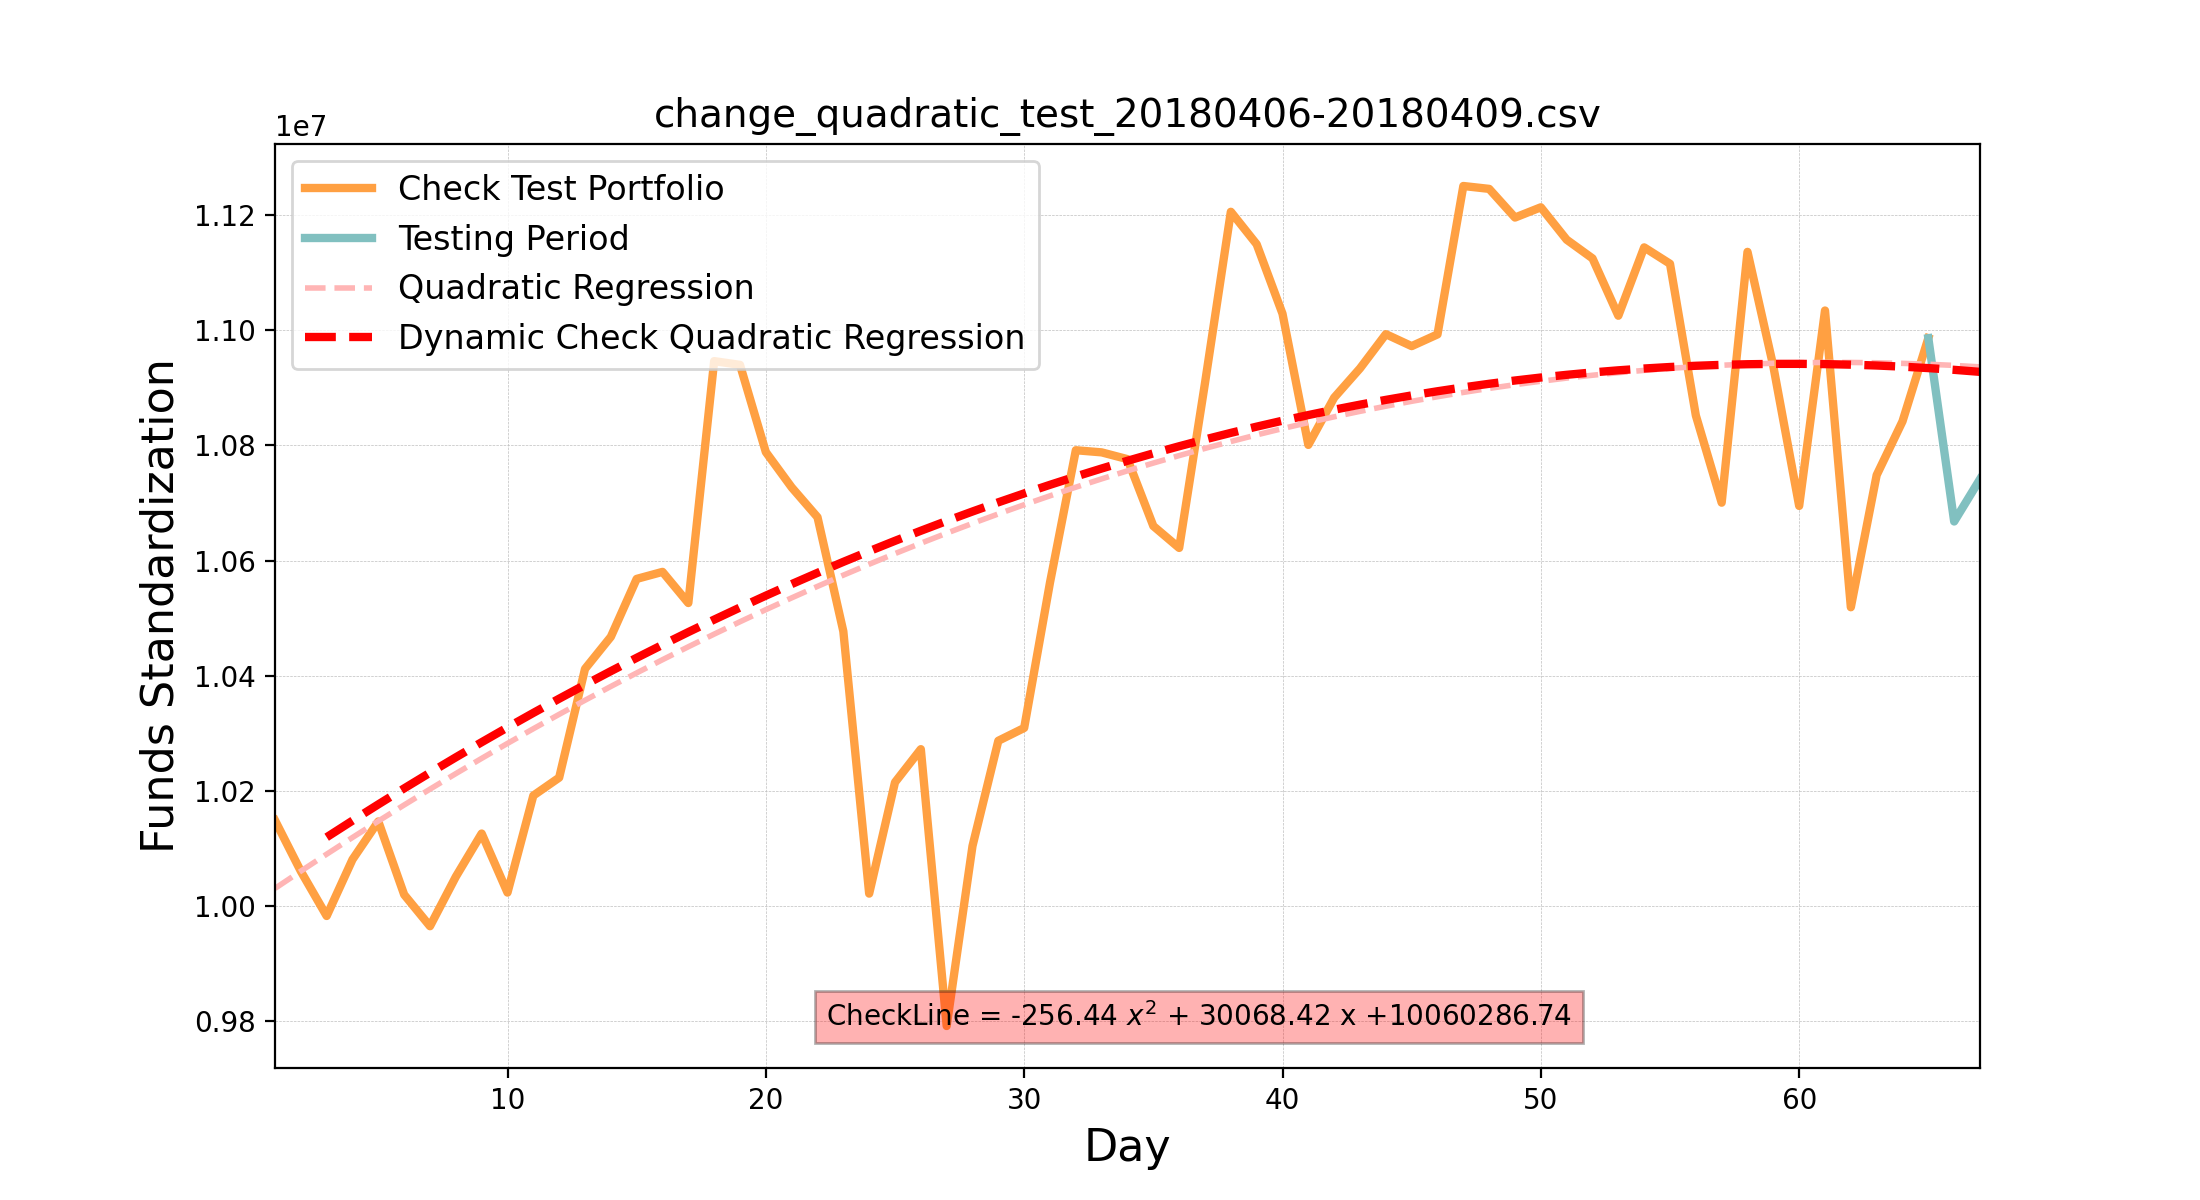 change_quadratic_test_20180406-20180409.csv
1e7
Check Test Portfolio
Testing Period
Quadratic Regression
Dynamic Check Quadratic Regression
1.12
1.10
1.08
1.06
1.04
1.02
1.00
0.98
Funds Standardization
CheckLine = -256.44 x² + 30068.42 x +10060286.74
10 20 30 40 50 60
Day